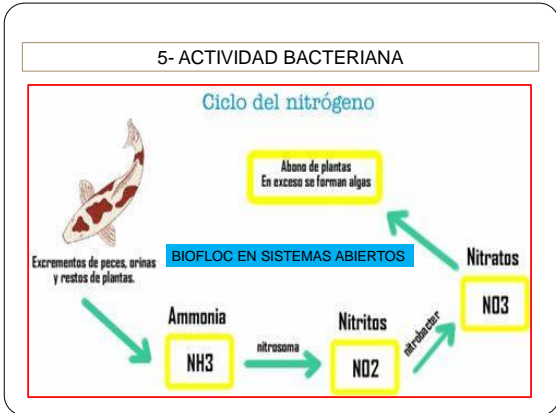 5- ACTIVIDAD BACTERIANA
Ciclo del nitrógeno
Abono de plantas
En exceso se forman algas
BIOFLOC EN SISTEMAS ABIERTOS
Excrementos de peces, orinas
y restos de plantas.
Ammonia
NH3
nitrosoma
Nitritos
NO2
nitrobacter
Nitratos
NO3